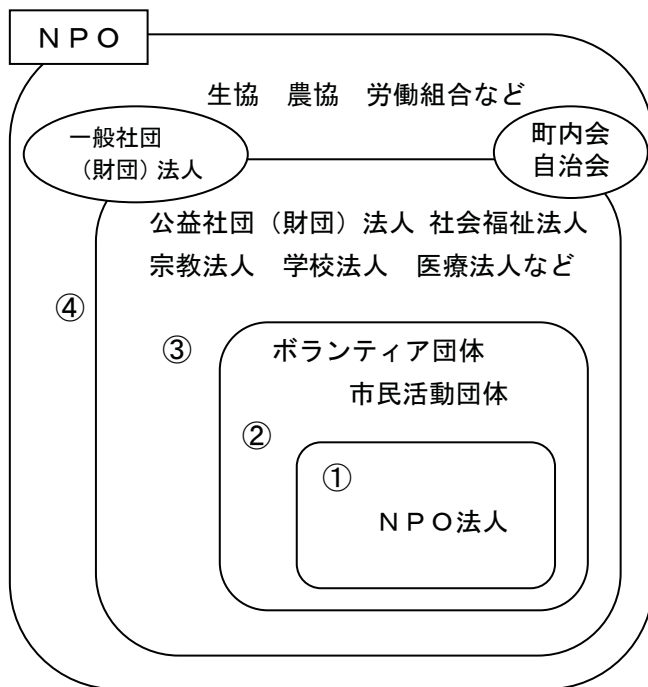 ＮＰＯ
生協　農協　労働組合など
一般社団
（財団）法人
町内会
自治会
公益社団（財団）法人 社会福祉法人
宗教法人　学校法人　医療法人など
④
③
ボランティア団体
市民活動団体
②
①
ＮＰＯ法人